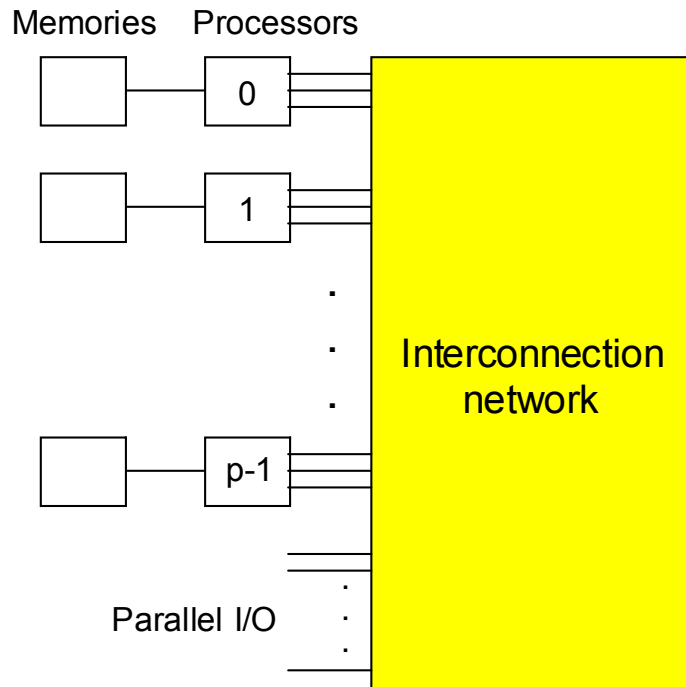 Memories Processors
0
1
Interconnection
network
p-1
Parallel I/O